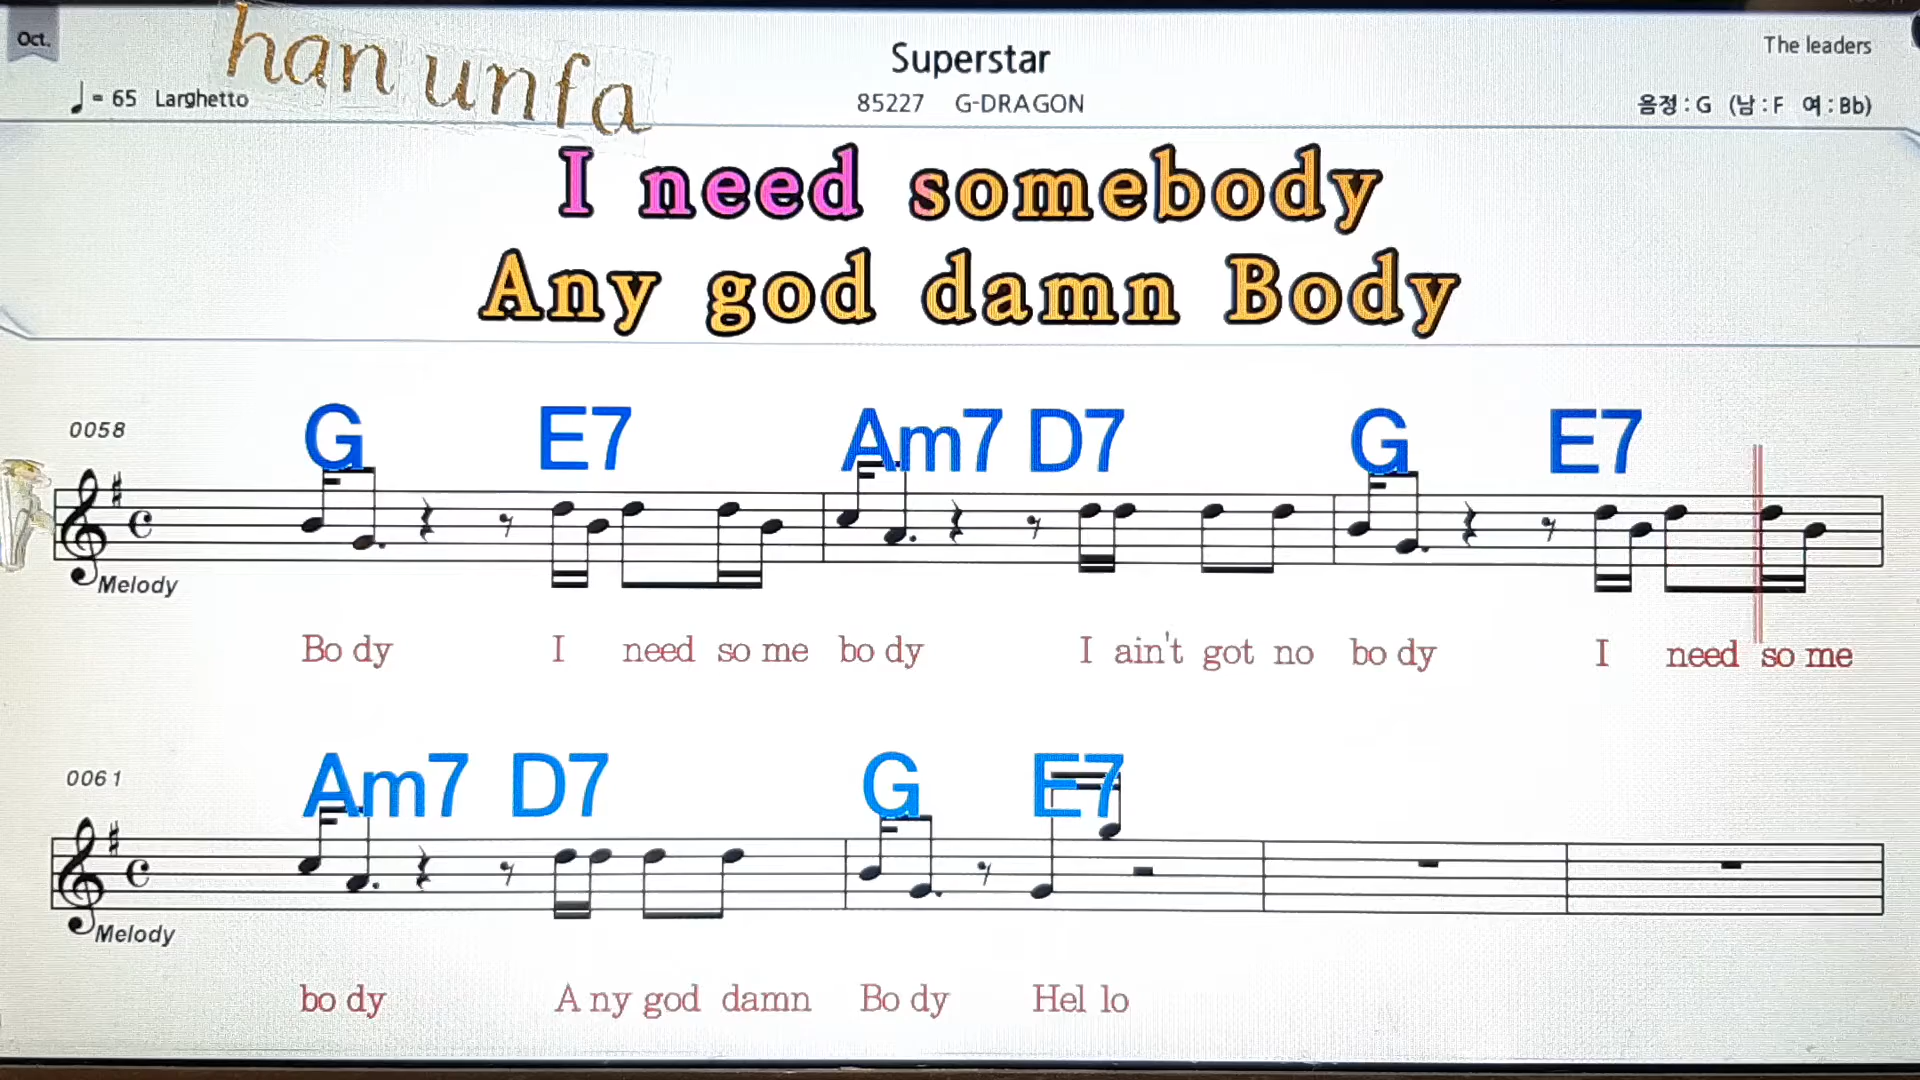 Oct.
han unfa
Superstar
The leaders
♩= 65 Larghetto
85227 G-DRAGON
음정 : G (남 : F 여 : Bb)
I need somebody
Any god damn Body
0058
G E7 Am7 D7 G E7
Melody
Bo dy I need so me bo dy I ain't got no bo dy I need so me
0061
Am7 D7 G E7
Melody
bo dy A ny god damn Bo dy Hel lo